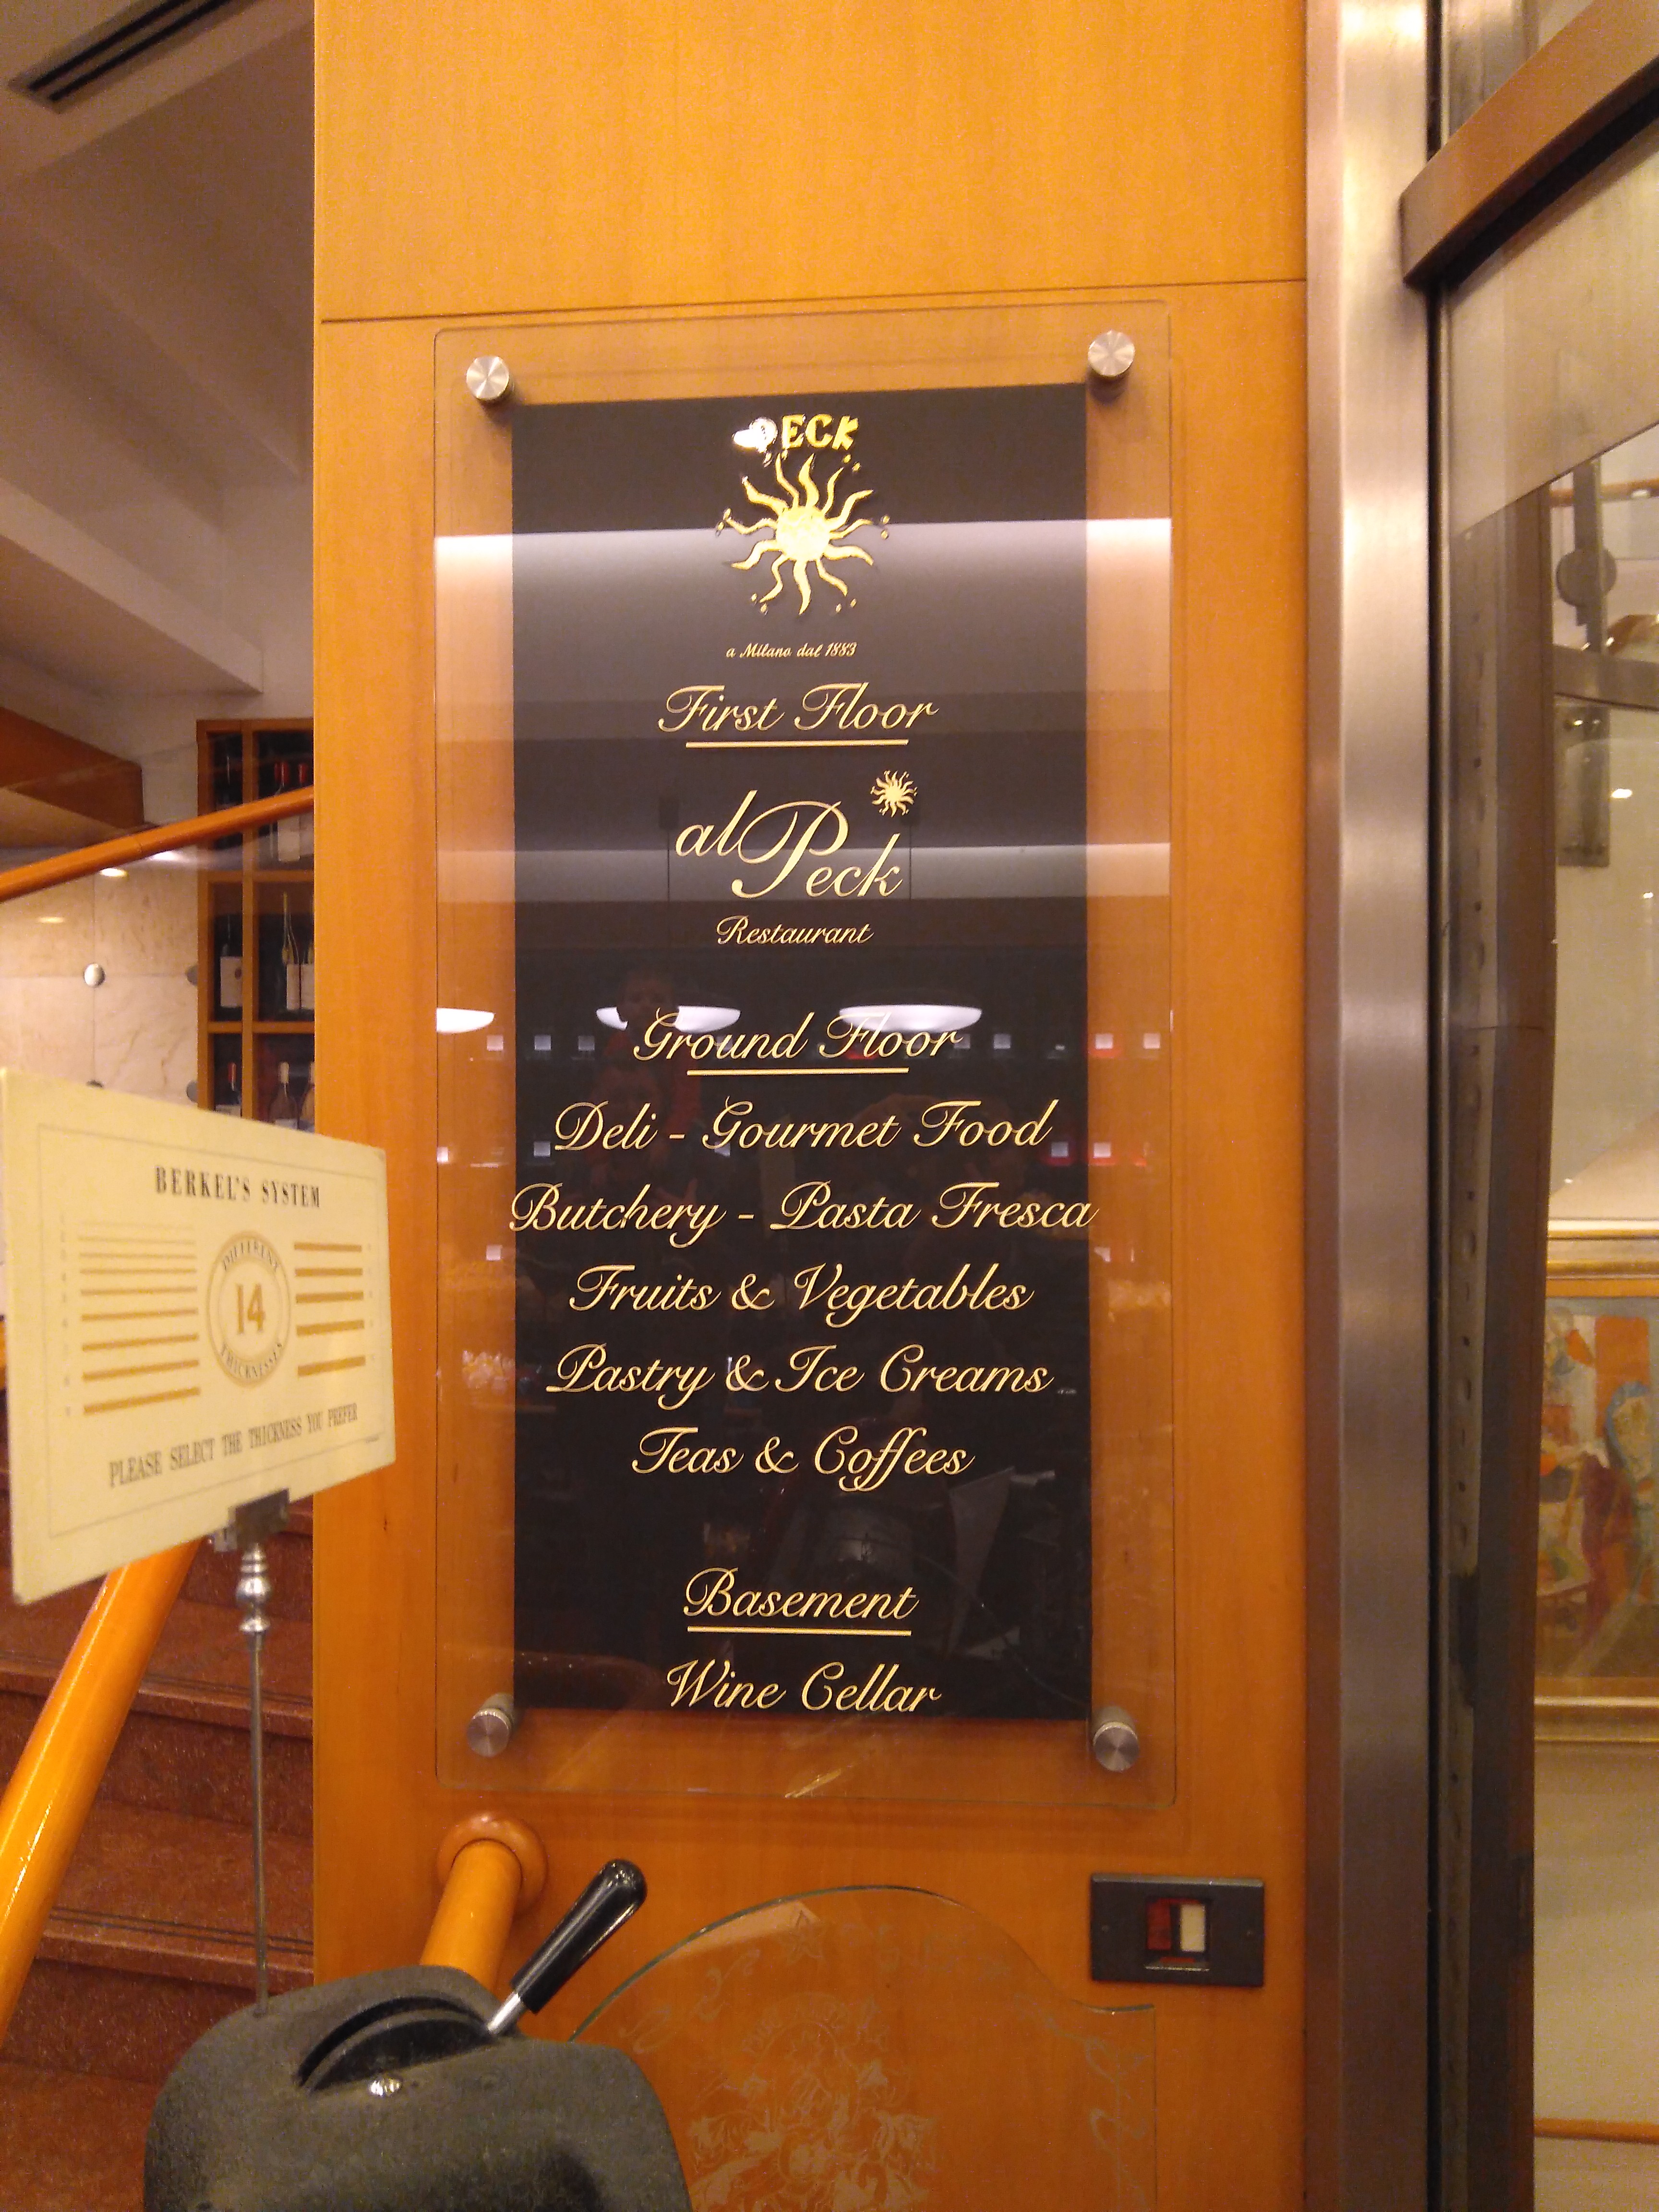 PECK
a Milano dal 1883
First Floor
al Peck
Restaurant
Ground Floor
Deli - Gourmet Food
Butchery - Pasta Fresca
Fruits & Vegetables
Pastry & Ice Creams
Teas & Coffees
Basement
Wine Cellar
BERKEL'S SYSTEM
DIFFERENT
14
THICKNESSES
PLEASE SELECT THE THICKNESS YOU PREFER